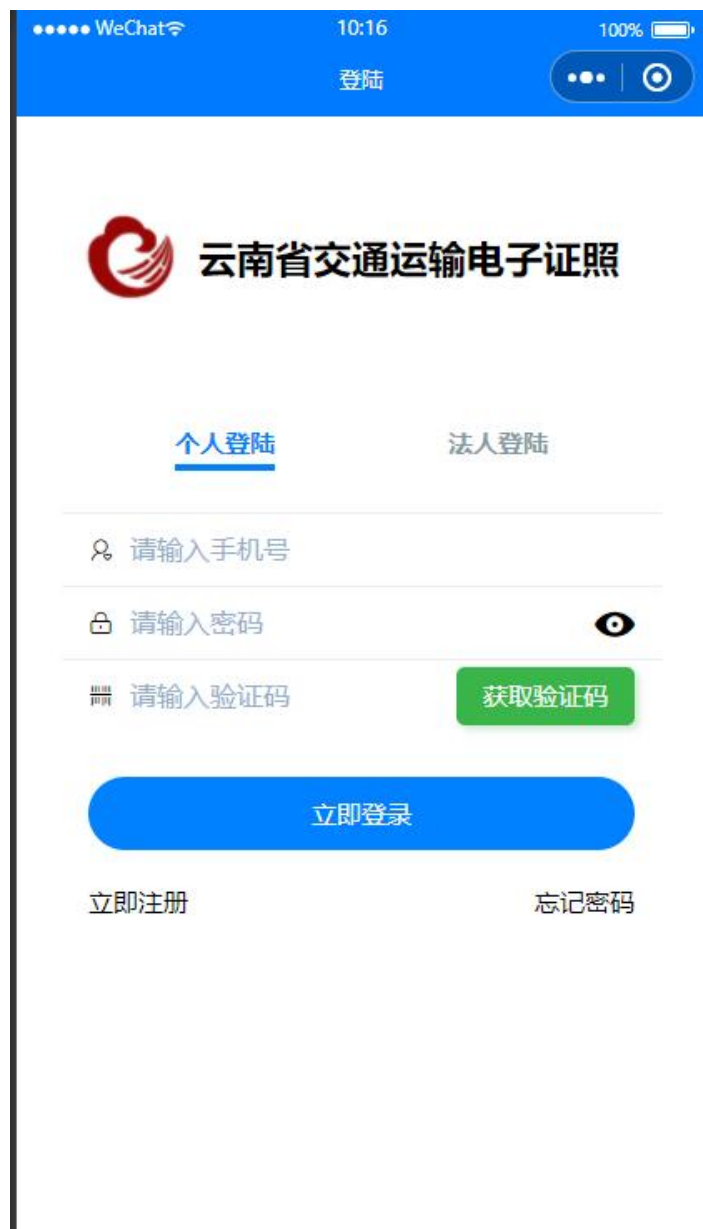 WeChat 10:16 100%
登陆
云南省交通运输电子证照
个人登陆 法人登陆
请输入手机号
请输入密码
请输入验证码 获取验证码
立即登录
立即注册 忘记密码